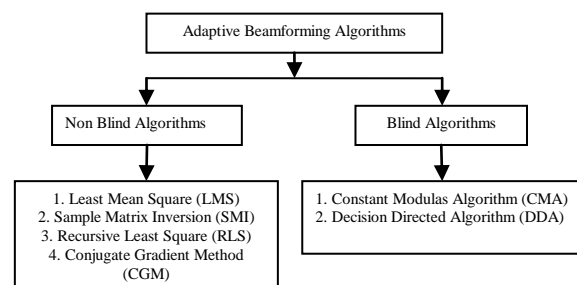 Adaptive Beamforming Algorithms
Non Blind Algorithms
Blind Algorithms
1. Least Mean Square (LMS)
2. Sample Matrix Inversion (SMI)
3. Recursive Least Square (RLS)
4. Conjugate Gradient Method
(CGM)
1. Constant Modulas Algorithm (CMA)
2. Decision Directed Algorithm (DDA)